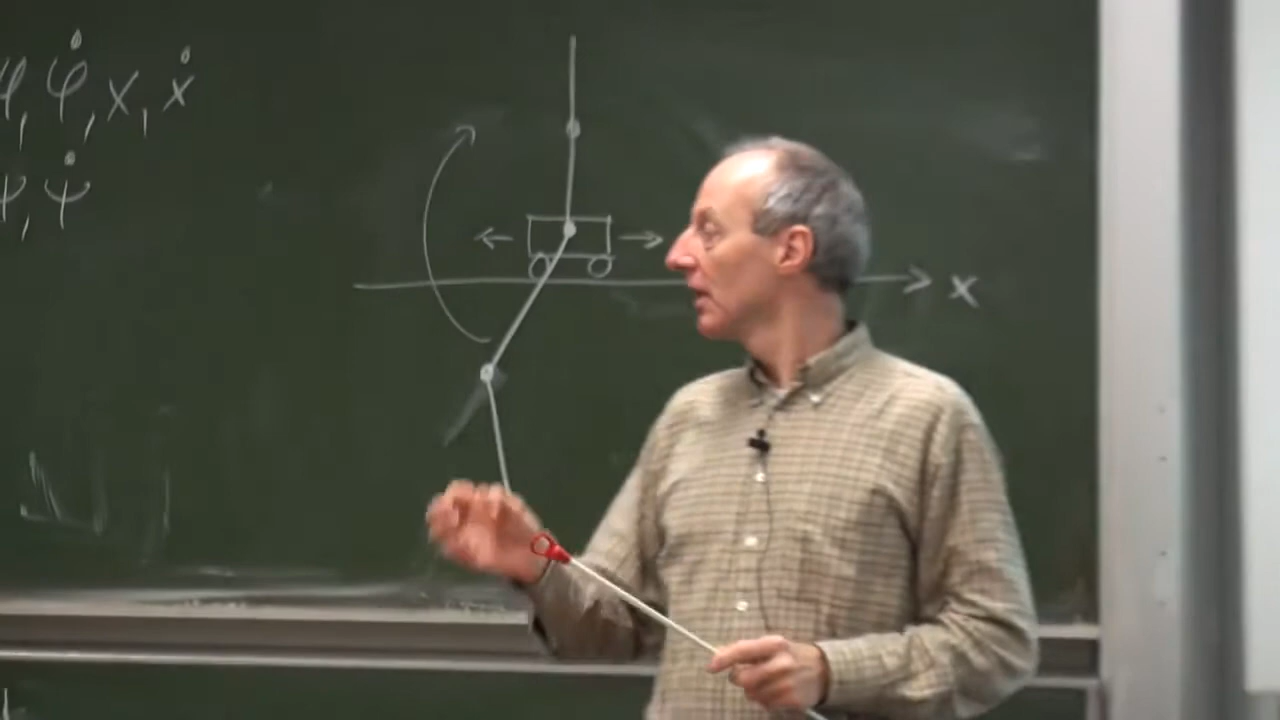 φ, φ̇, x, ẋ
ψ, ψ̇
x